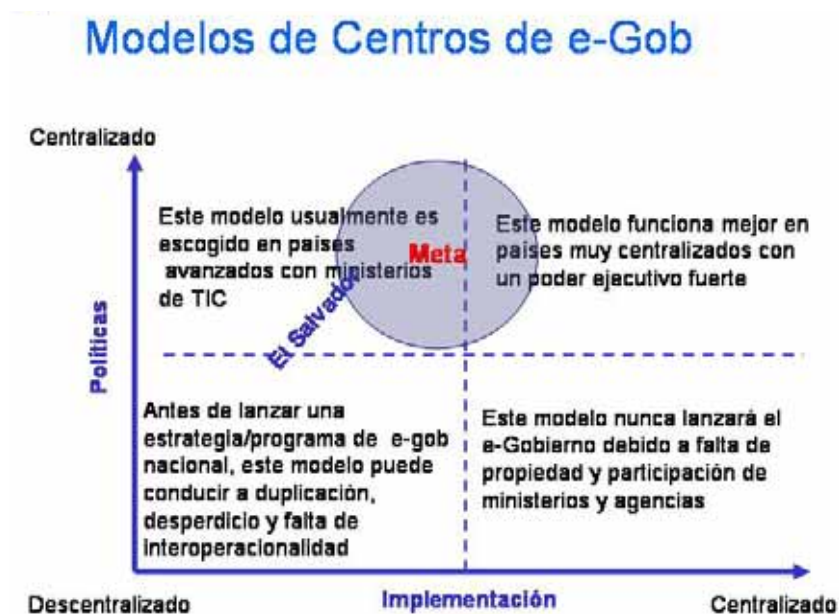 Modelos de Centros de e-Gob
Centralizado
Este modelo usualmente es
escogido en países
avanzados con ministerios
de TIC
Meta
Este modelo funciona mejor en
países muy centralizados con
un poder ejecutivo fuerte
El Salvador
Políticas
Antes de lanzar una
estrategia/programa de e-gob
nacional, este modelo puede
conducir a duplicación,
desperdicio y falta de
interoperacionalidad
Este modelo nunca lanzará el
e-Gobierno debido a falta de
propiedad y participación de
ministerios y agencias
Descentralizado
Implementación
Centralizado